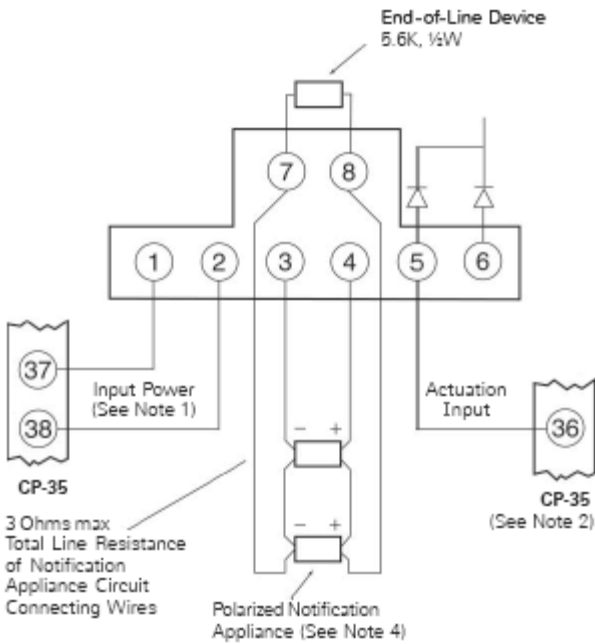 End-of-Line Device
5.6K, ½W
7 8
1 2 3 4 5 6
37
Input Power
(See Note 1)
38
CP-35
Actuation
Input
36
CP-35
(See Note 2)
- +
- +
3 Ohms max
Total Line Resistance
of Notification
Appliance Circuit
Connecting Wires
Polarized Notification
Appliance (See Note 4)